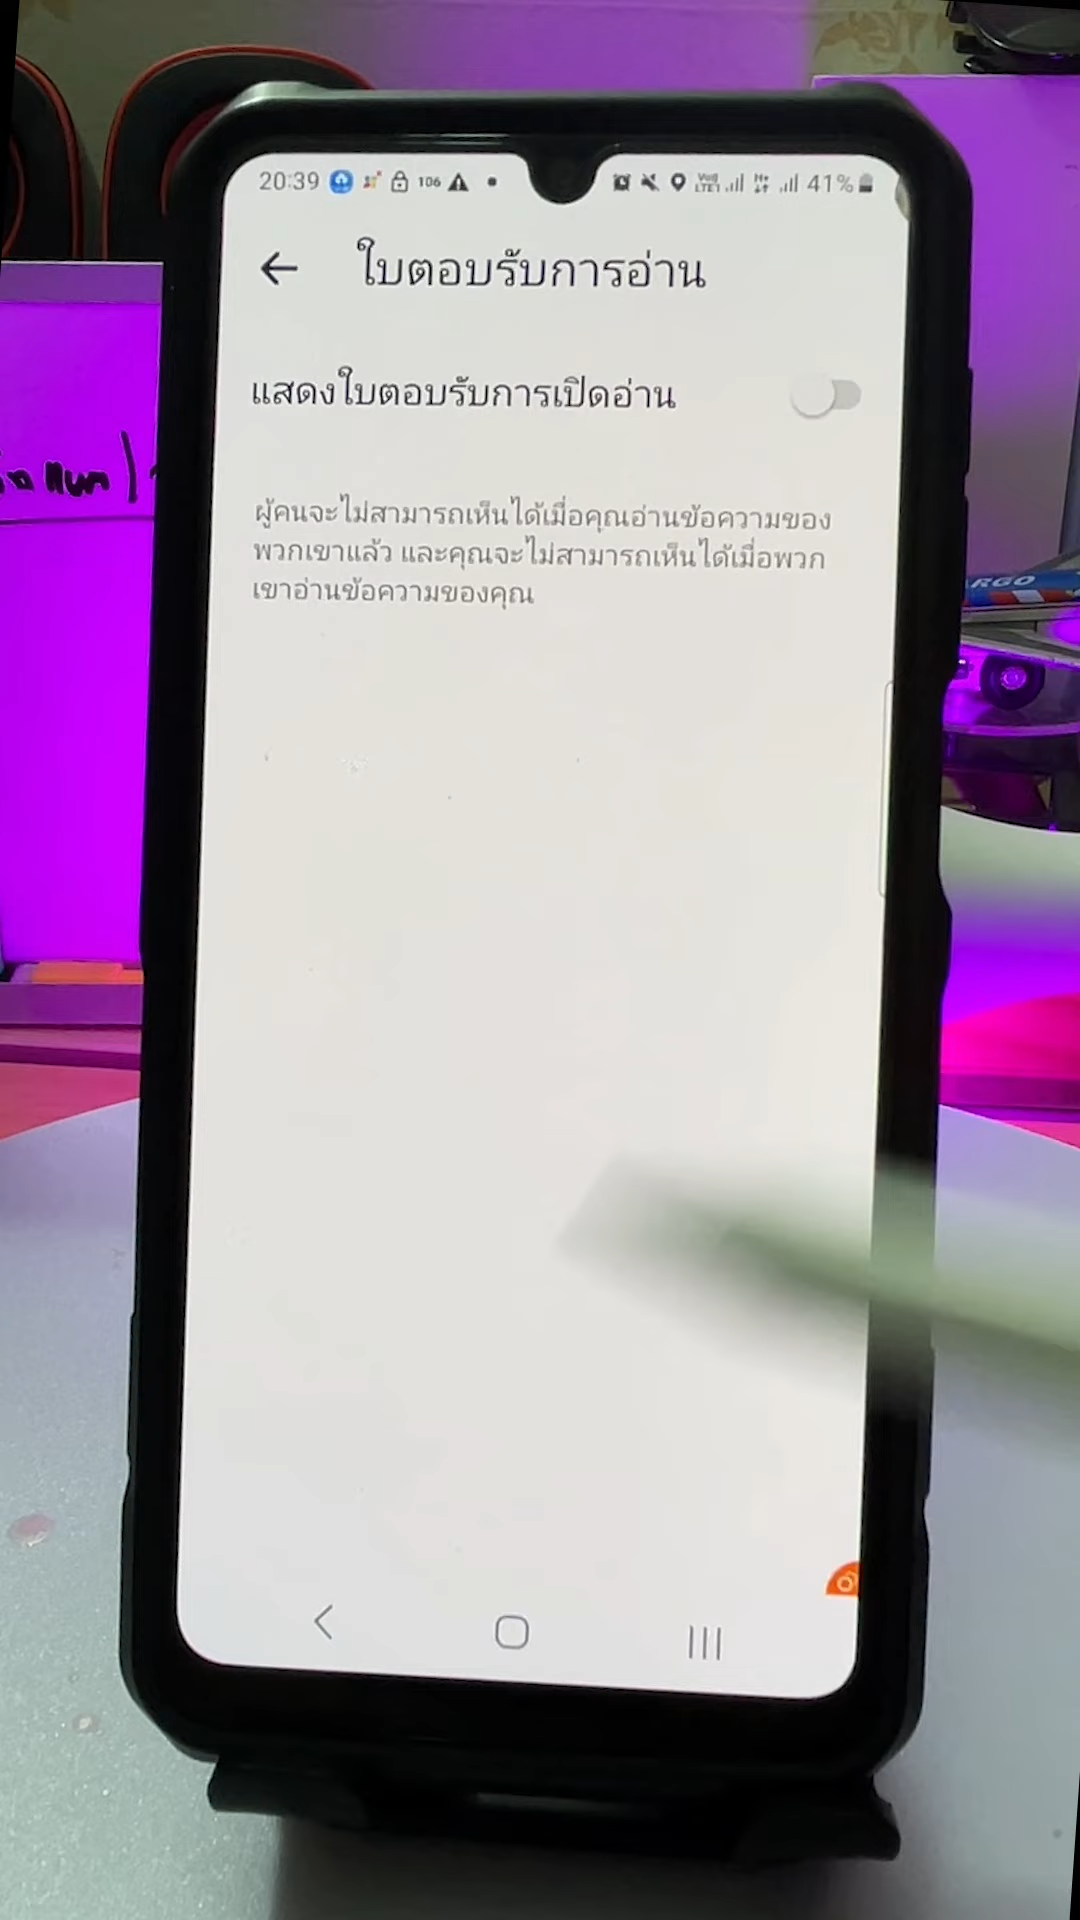 20:39 106 41%
ใบตอบรับการอ่าน
แสดงใบตอบรับการเปิดอ่าน
ผู้คนจะไม่สามารถเห็นได้เมื่อคุณอ่านข้อความของ
พวกเขาแล้ว และคุณจะไม่สามารถเห็นได้เมื่อพวก
เขาอ่านข้อความของคุณ